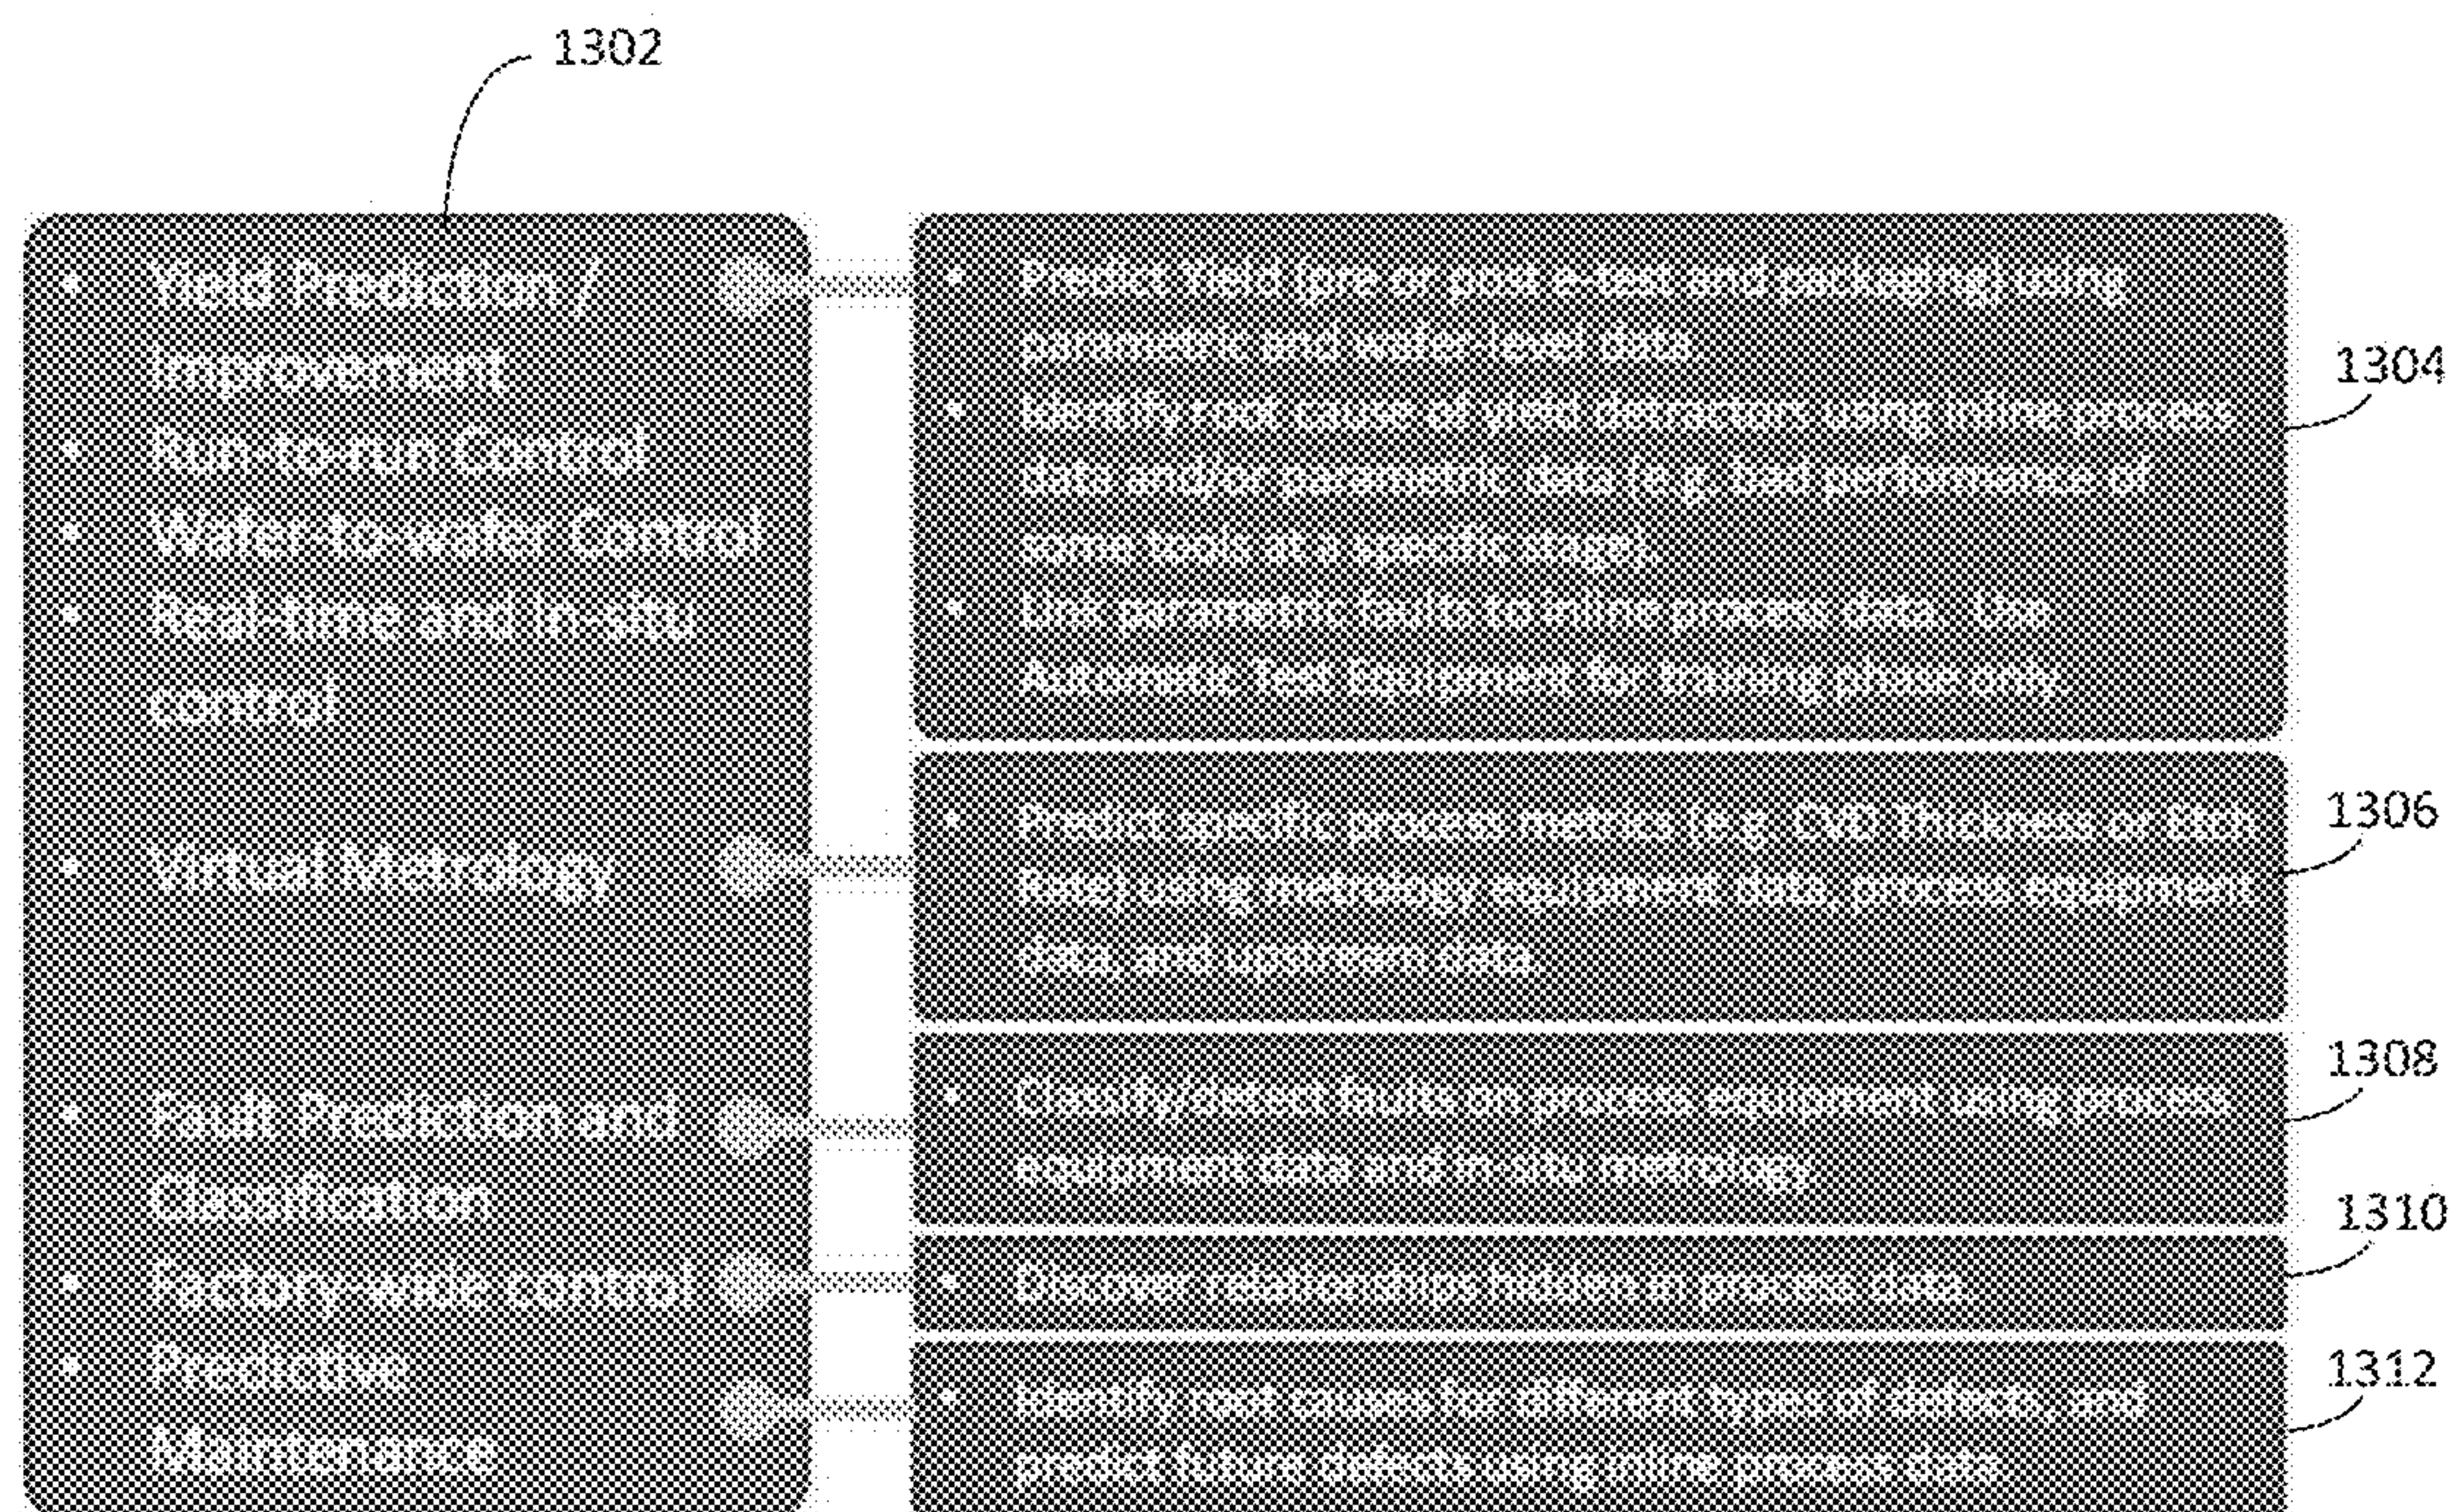 1302
• Yield Prediction /
Improvement
• Run-to-run Control
• Wafer-to-wafer Control
• Real-time and in-situ
control
• Virtual Metrology
• Fault Prediction and
Classification
• Factory-wide control
• Predictive
Maintenance
• Predict Yield (pre or post e-test and packaging) using
parametric and wafer level data.
• Identify root cause of yield detractors using inline process
data and/or parametric data (e.g. bad performance of
some tools at a specific stage).
• Link parametric faults to inline process data. Use
Automatic Test Equipment for training phase only.
1304
• Predict specific process metrics (e.g. CVD Thickness or Etch
Rate) using metrology equipment data, process equipment
data, and upstream data.
1306
• Classify/detect faults on process equipment using process
equipment data and in-situ metrology.
1308
• Discover relationships hidden in process data.
1310
• Identify root causes for different types of defects, and
predict future defects using inline process data.
1312